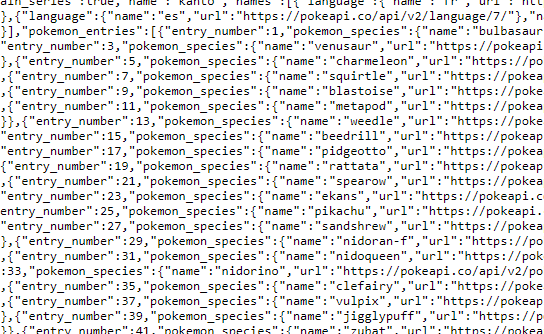 ain_series":true,"name":"kanto","names":[{"language":{"name":"fr","url":"htt
},{"language":{"name":"es","url":"https://pokeapi.co/api/v2/language/7/"},"n
}],"pokemon_entries":[{"entry_number":1,"pokemon_species":{"name":"bulbasaur
"entry_number":3,"pokemon_species":{"name":"venusaur","url":"https://pokeapi
},{"entry_number":5,"pokemon_species":{"name":"charmeleon","url":"https://po
,{"entry_number":7,"pokemon_species":{"name":"squirtle","url":"https://pokea
,{"entry_number":9,"pokemon_species":{"name":"blastoise","url":"https://poke
,{"entry_number":11,"pokemon_species":{"name":"metapod","url":"https://pokea
}},{"entry_number":13,"pokemon_species":{"name":"weedle","url":"https://poke
"entry_number":15,"pokemon_species":{"name":"beedrill","url":"https://pokeap
"entry_number":17,"pokemon_species":{"name":"pidgeotto","url":"https://pokea
{"entry_number":19,"pokemon_species":{"name":"rattata","url":"https://pokeap
,{"entry_number":21,"pokemon_species":{"name":"spearow","url":"https://pokea
"entry_number":23,"pokemon_species":{"name":"ekans","url":"https://pokeapi.c
entry_number":25,"pokemon_species":{"name":"pikachu","url":"https://pokeapi.
"entry_number":27,"pokemon_species":{"name":"sandshrew","url":"https://pokea
},{"entry_number":29,"pokemon_species":{"name":"nidoran-f","url":"https://po
,{"entry_number":31,"pokemon_species":{"name":"nidoqueen","url":"https://pok
:33,"pokemon_species":{"name":"nidorino","url":"https://pokeapi.co/api/v2/po
,{"entry_number":35,"pokemon_species":{"name":"clefairy","url":"https://poke
,{"entry_number":37,"pokemon_species":{"name":"vulpix","url":"https://pokeap
},{"entry_number":39,"pokemon_species":{"name":"jigglypuff","url":"https://p
}},{"entry_number":41,"pokemon_species":{"name":"zubat","url":"https://pokea